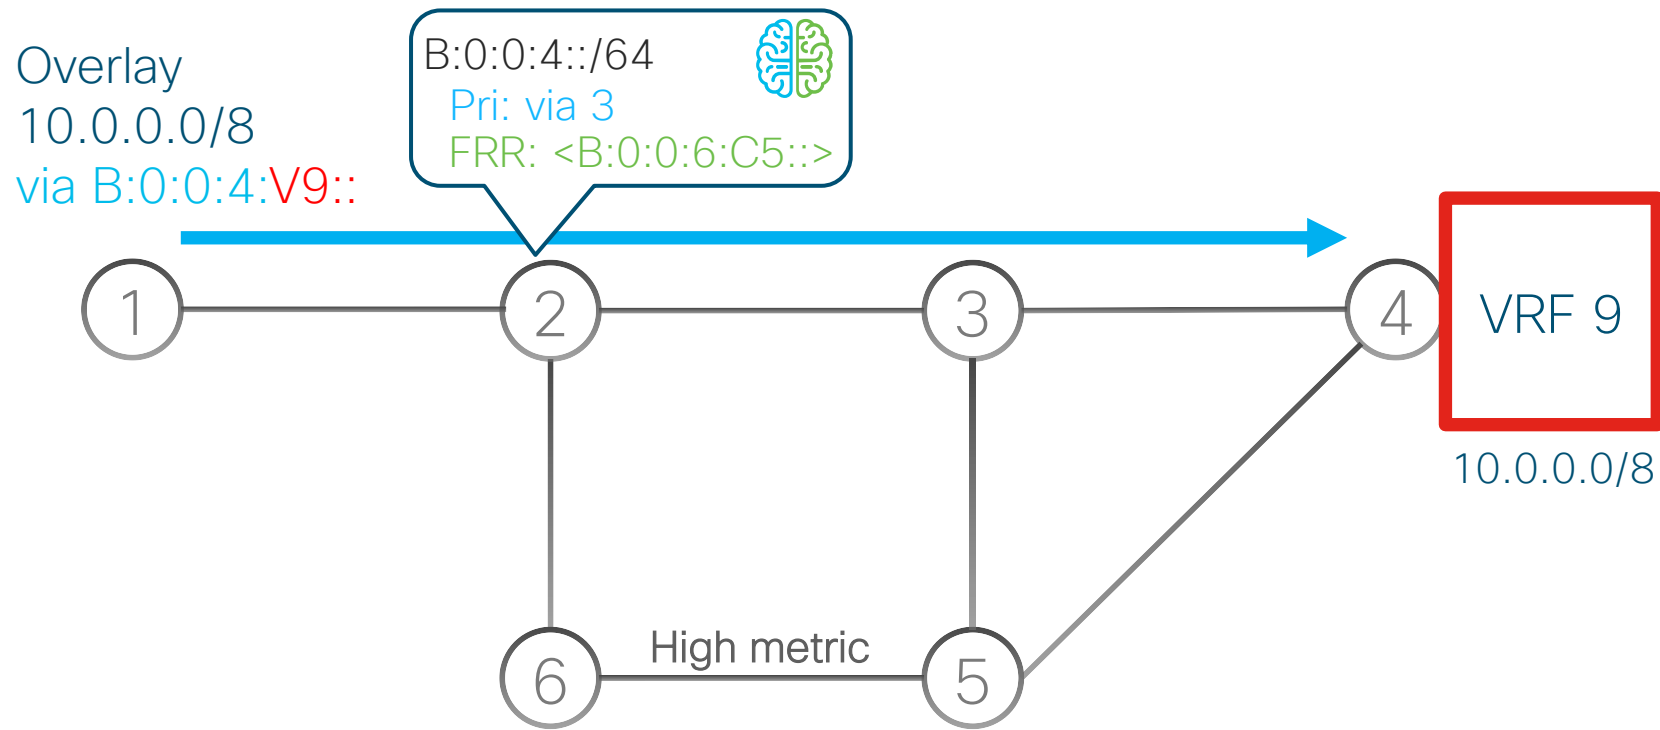 Overlay
10.0.0.0/8
via B:0:0:4:V9::
B:0:0:4::/64
Pri: via 3
FRR: <B:0:0:6:C5::>
1
2
3
4
VRF 9
10.0.0.0/8
High metric
6
5